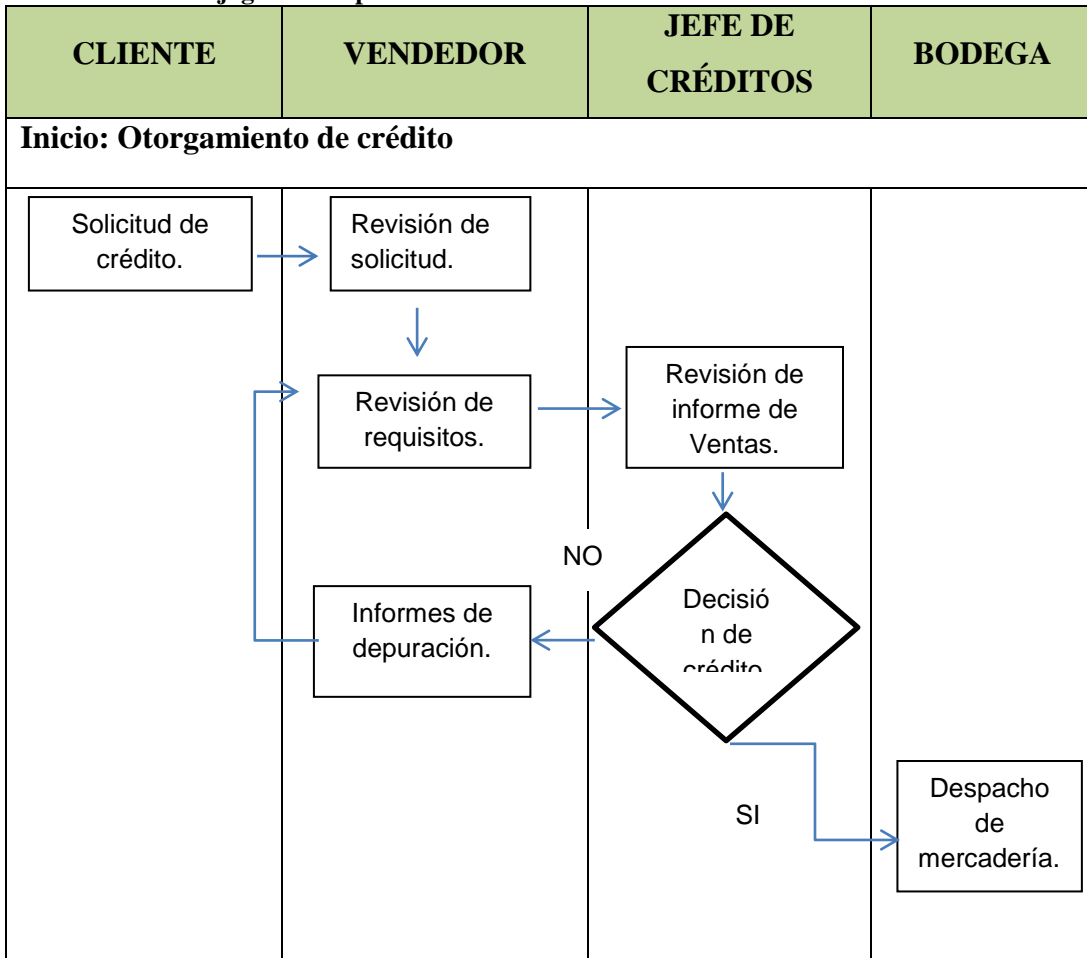 CLIENTE
VENDEDOR
JEFE DE
CRÉDITOS
BODEGA
Inicio: Otorgamiento de crédito
Solicitud de
crédito.
Revisión de
solicitud.
Revisión de
requisitos.
Revisión de
informe de
Ventas.
NO
Informes de
depuración.
Decisió
n de
crédito
SI
Despacho
de
mercadería.